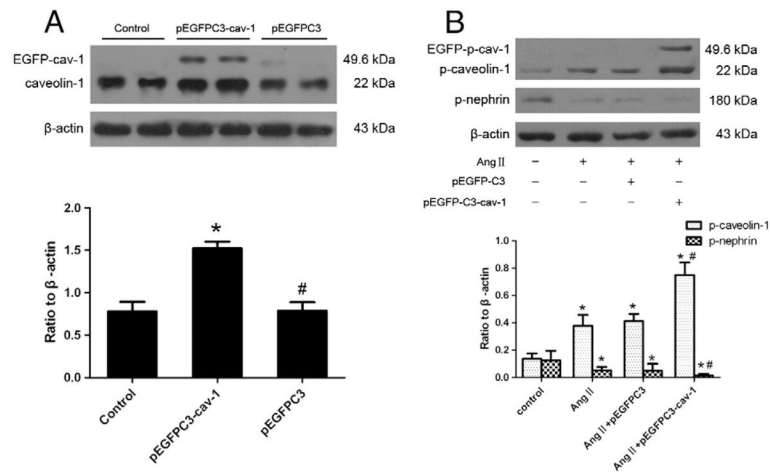 A
Control pEGFPC3-cav-1 pEGFPC3
EGFP-cav-1 49.6 kDa
caveolin-1 22 kDa
β-actin 43 kDa
Ratio to β -actin
2.0
1.5
1.0
0.5
0.0
*
#
Control pEGFPC3-cav-1 pEGFPC3
B
EGFP-p-cav-1 49.6 kDa
p-caveolin-1 22 kDa
p-nephrin 180 kDa
β-actin 43 kDa
Ang II − + + +
pEGFP-C3 − − + −
pEGFP-C3-cav-1 − − − +
p-caveolin-1
p-nephrin
Ratio to β -actin
1.0
0.8
0.6
0.4
0.2
0.0
* * * * * # * #
control Ang II Ang II +pEGFPC3 Ang II +pEGFPC3-cav-1